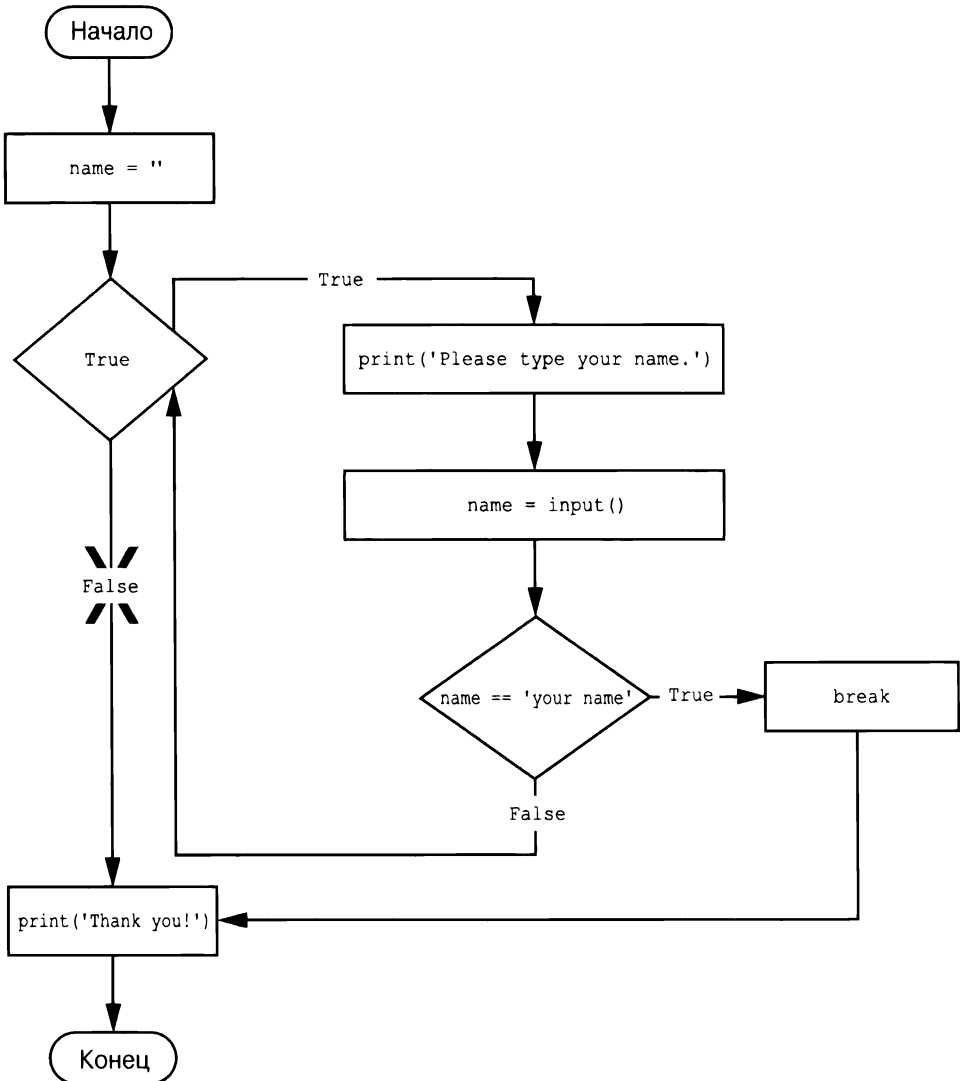 Начало
name = ''
True
True
print('Please type your name.')
name = input()
False
name == 'your name'
True
break
False
print('Thank you!')
Конец